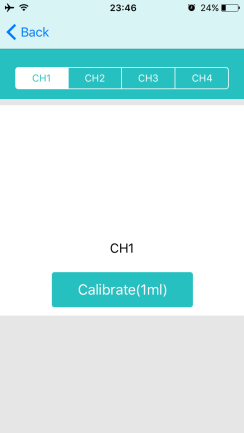 23:46
24%
Back
CH1 CH2 CH3 CH4
CH1
Calibrate(1ml)